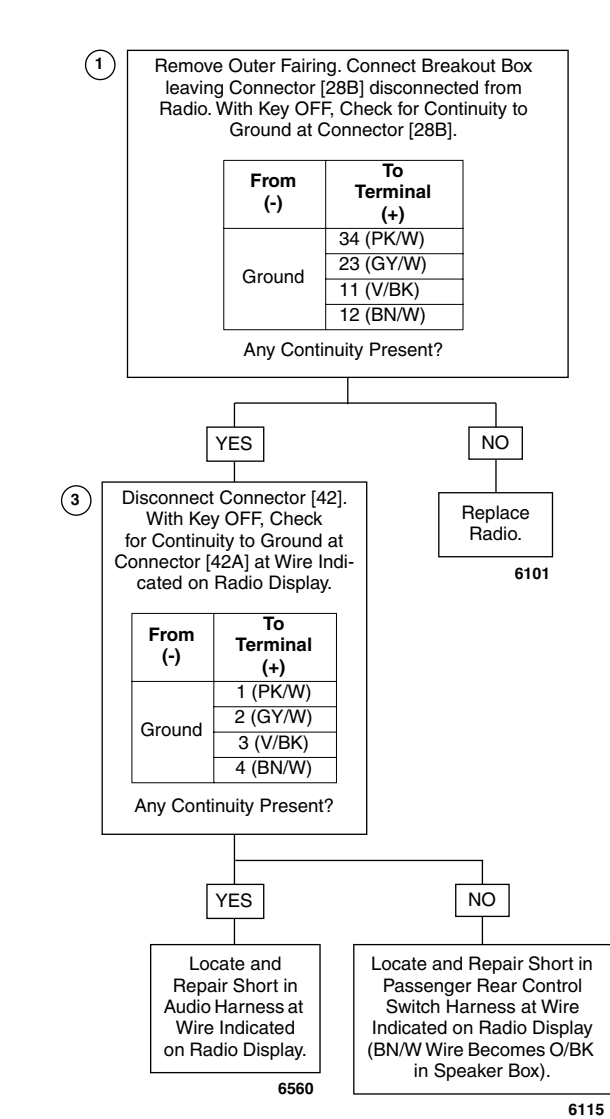 1
Remove Outer Fairing. Connect Breakout Box
leaving Connector [28B] disconnected from
Radio. With Key OFF, Check for Continuity to
Ground at Connector [28B].
From
(-)
To
Terminal
(+)
Ground
34 (PK/W)
23 (GY/W)
11 (V/BK)
12 (BN/W)
Any Continuity Present?
YES
NO
3
Disconnect Connector [42].
With Key OFF, Check
for Continuity to Ground at
Connector [42A] at Wire Indi-
cated on Radio Display.
Replace
Radio.
6101
From
(-)
To
Terminal
(+)
Ground
1 (PK/W)
2 (GY/W)
3 (V/BK)
4 (BN/W)
Any Continuity Present?
YES
NO
Locate and
Repair Short in
Audio Harness at
Wire Indicated
on Radio Display.
6560
Locate and Repair Short in
Passenger Rear Control
Switch Harness at Wire
Indicated on Radio Display
(BN/W Wire Becomes O/BK
in Speaker Box).
6115